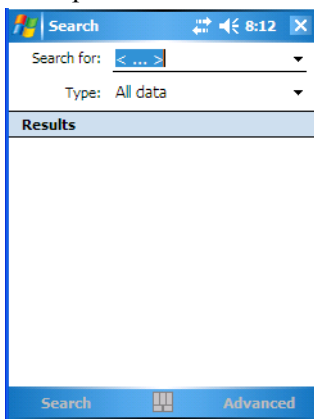 Search 8:12
Search for: < ... >
Type: All data
Results
Search Advanced